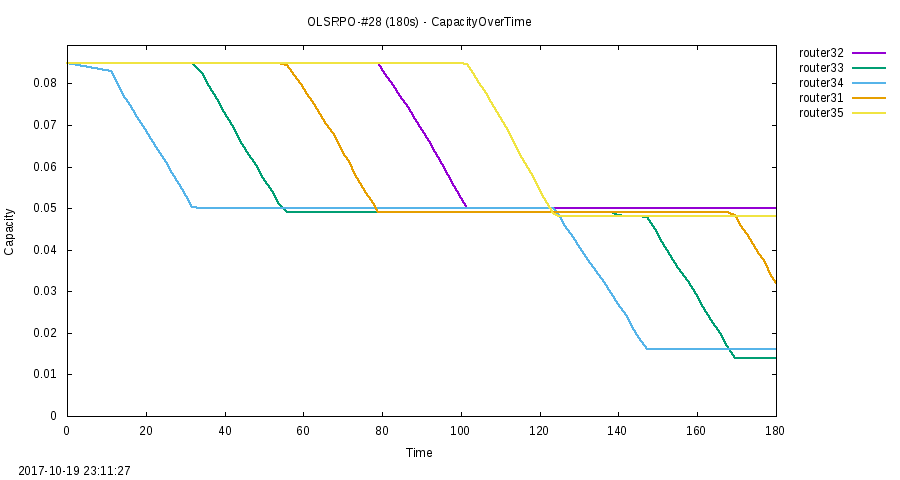 OLSRPO-#28 (180s) - CapacityOverTime
router32
router33
router34
router31
router35
0.08
0.07
0.06
0.05
0.04
0.03
0.02
0.01
0
Capacity
0 20 40 60 80 100 120 140 160 180
Time
2017-10-19 23:11:27